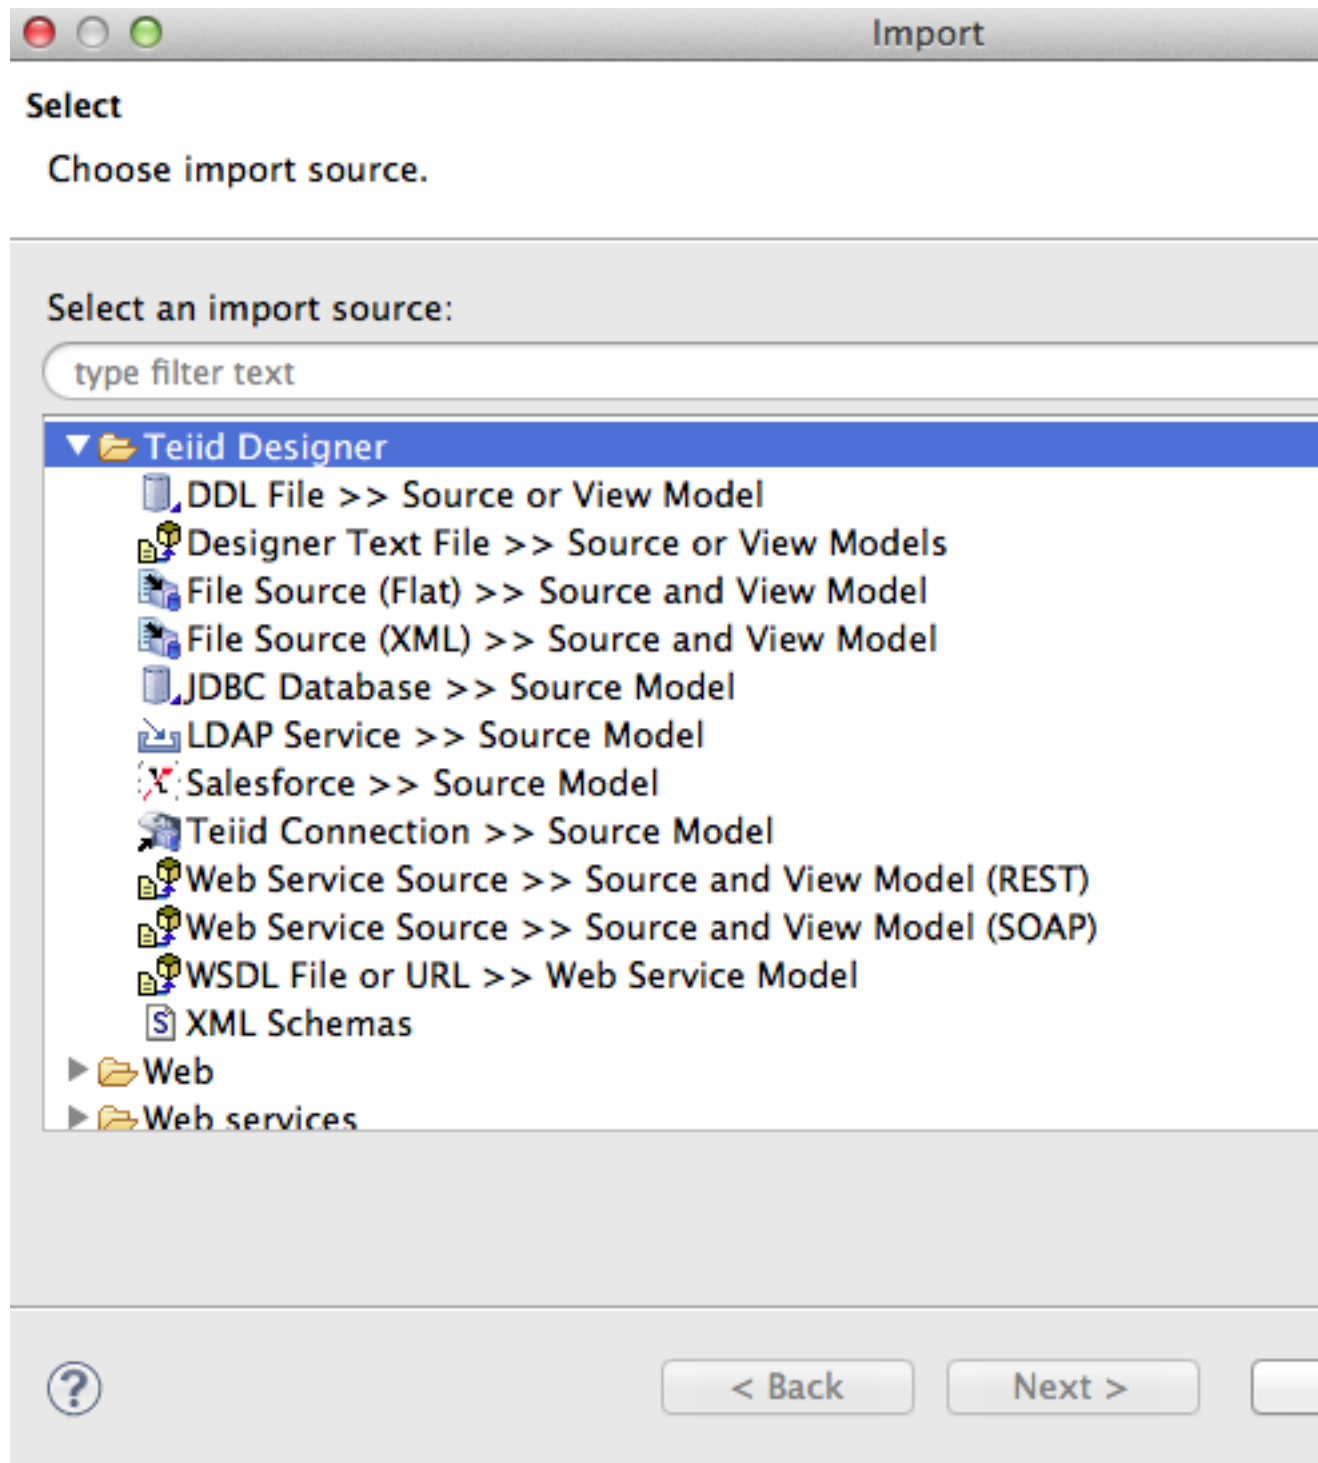 Import
Select
Choose import source.
Select an import source:
type filter text
Teiid Designer
DDL File >> Source or View Model
Designer Text File >> Source or View Models
File Source (Flat) >> Source and View Model
File Source (XML) >> Source and View Model
JDBC Database >> Source Model
LDAP Service >> Source Model
Salesforce >> Source Model
Teiid Connection >> Source Model
Web Service Source >> Source and View Model (REST)
Web Service Source >> Source and View Model (SOAP)
WSDL File or URL >> Web Service Model
XML Schemas
Web
Web services
? < Back Next >